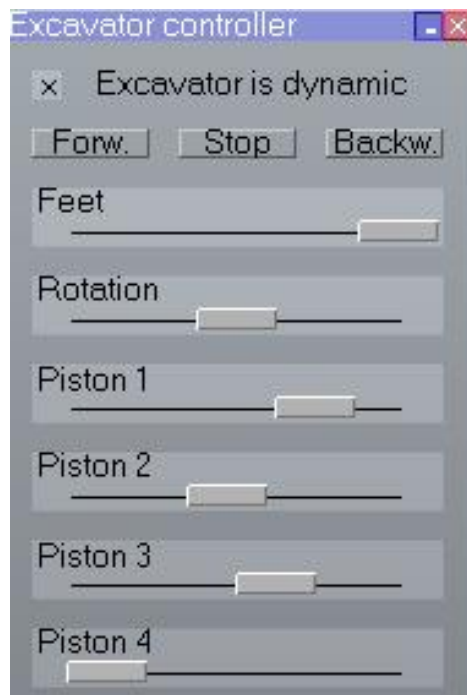 Excavator controller
x Excavator is dynamic
Forw. Stop Backw.
Feet
Rotation
Piston 1
Piston 2
Piston 3
Piston 4